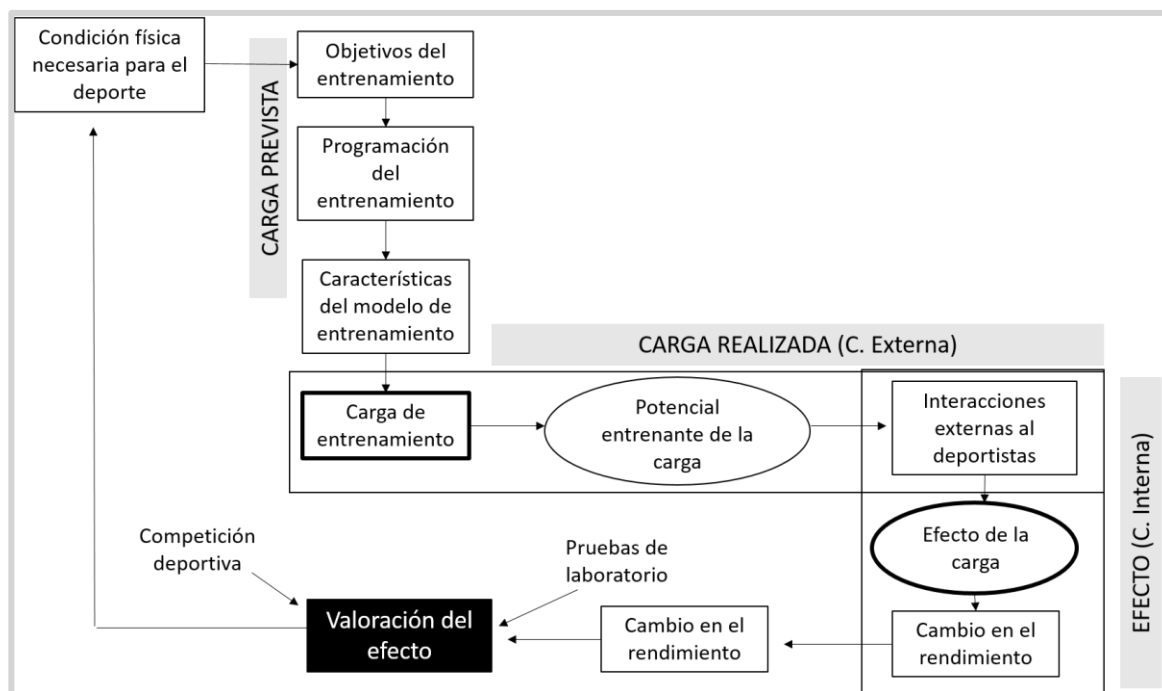 Condición física
necesaria para el
deporte
CARGA PREVISTA
Objetivos del
entrenamiento
Programación
del
entrenamiento
Características
del modelo de
entrenamiento
CARGA REALIZADA (C. Externa)
Carga de
entrenamiento
Potencial
entrenante de la
carga
Interacciones
externas al
deportistas
EFECTO (C. Interna)
Efecto de la
carga
Competición
deportiva
Pruebas de
laboratorio
Valoración del
efecto
Cambio en el
rendimiento
Cambio en el
rendimiento